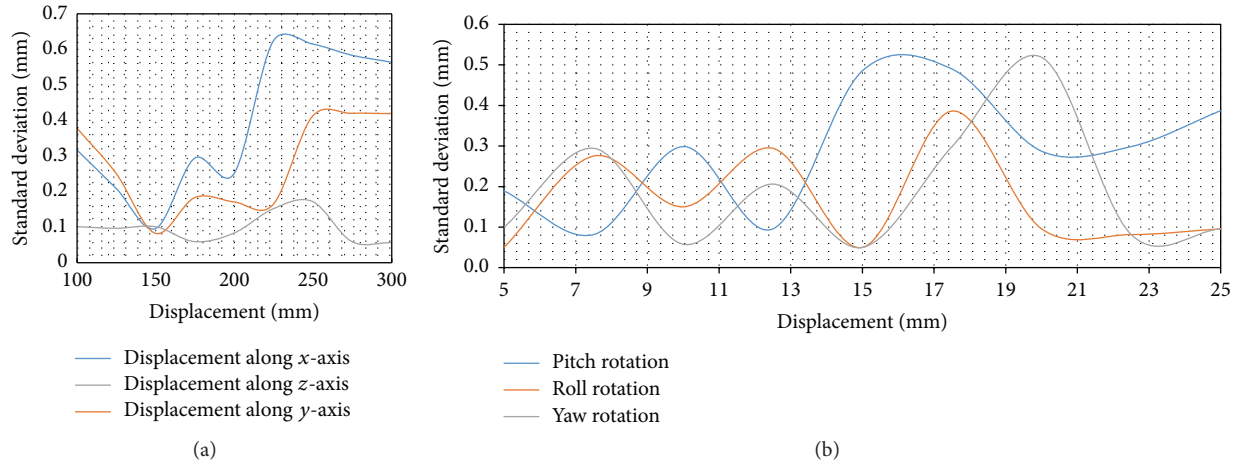 0.7
0.6
0.5
0.4
0.3
0.2
0.1
0
Standard deviation (mm)
100 150 200 250 300
Displacement (mm)
Displacement along x-axis
Displacement along z-axis
Displacement along y-axis
(a)
0.6
0.5
0.4
0.3
0.2
0.1
0.0
Standard deviation (mm)
5 7 9 11 13 15 17 19 21 23 25
Displacement (mm)
Pitch rotation
Roll rotation
Yaw rotation
(b)